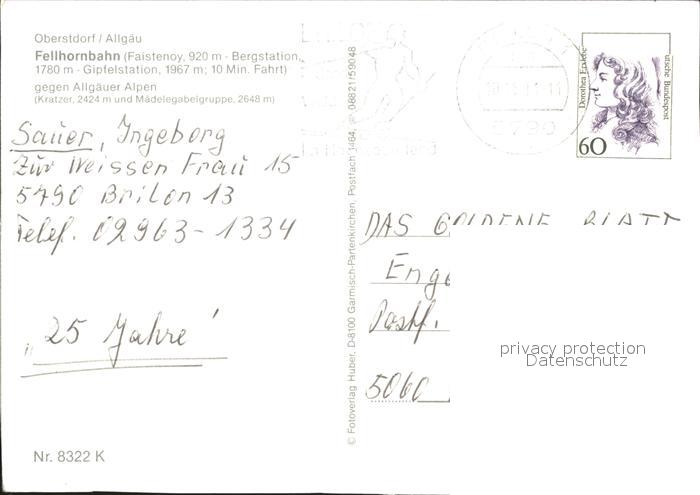 Oberstdorf / Allgäu
Fellhornbahn (Faistenoy, 920 m - Bergstation,
1780 m - Gipfelstation, 1967 m; 10 Min. Fahrt)
gegen Allgäuer Alpen
(Kratzer, 2424 m und Mädelegabelgruppe, 2648 m)
Sauer, Ingeborg
Zur Weissen Frau 15
5790 Brilon 13
Telef. 02963-1334
„25 Jahre'
Nr. 8322 K
© Fotoverlag Huber, D-8100 Garmisch-Partenkirchen, Postfach 1464, 08821/59048
5790
Dorothea Erxleben
Deutsche Bundespost
60
DAS GOLDENE BLATT
Postf.
5060
privacy protection
Datenschutz